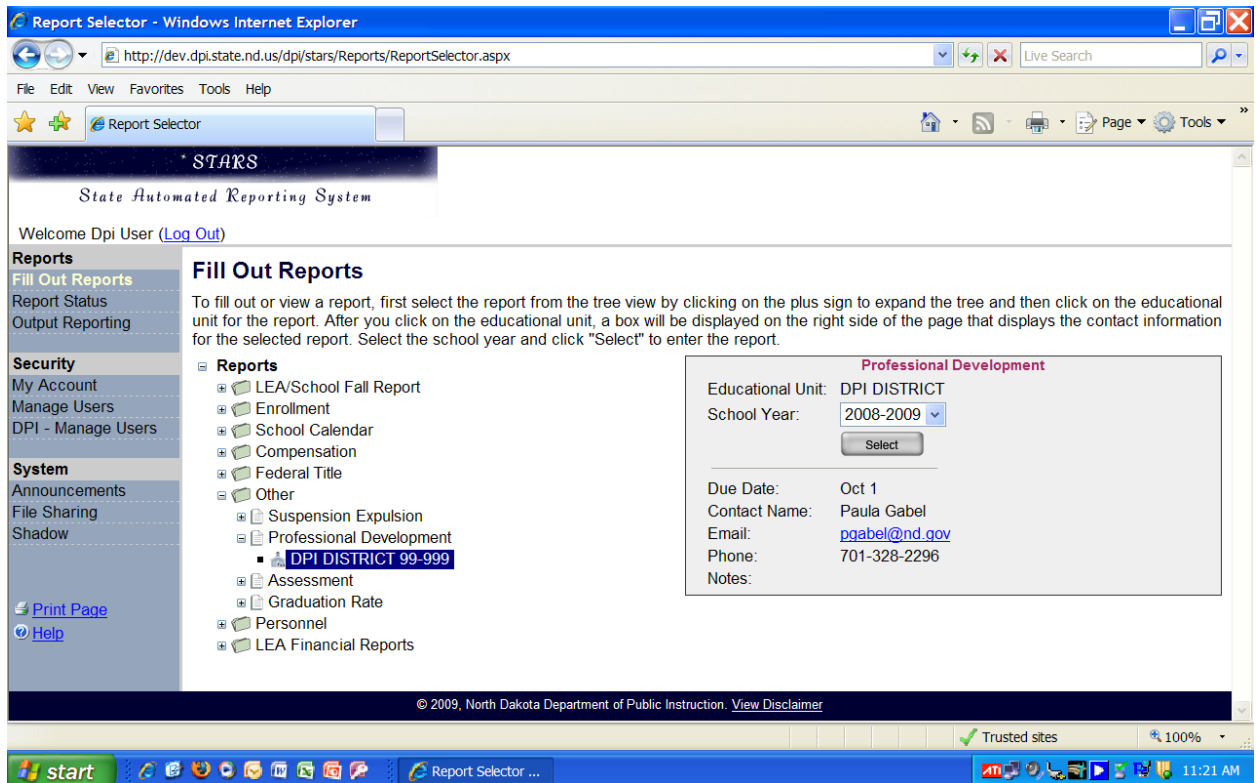 Report Selector - Windows Internet Explorer
http://dev.dpi.state.nd.us/dpi/stars/Reports/ReportSelector.aspx
Live Search
File Edit View Favorites Tools Help
Report Selector
Page Tools »
* STARS
State Automated Reporting System
Welcome Dpi User (Log Out)
Reports
Fill Out Reports
Report Status
Output Reporting
Security
My Account
Manage Users
DPI - Manage Users
System
Announcements
File Sharing
Shadow
Print Page
Help
Fill Out Reports
To fill out or view a report, first select the report from the tree view by clicking on the plus sign to expand the tree and then click on the educational
unit for the report. After you click on the educational unit, a box will be displayed on the right side of the page that displays the contact information
for the selected report. Select the school year and click "Select" to enter the report.
Reports
LEA/School Fall Report
Enrollment
School Calendar
Compensation
Federal Title
Other
Suspension Expulsion
Professional Development
DPI DISTRICT 99-999
Assessment
Graduation Rate
Personnel
LEA Financial Reports
Professional Development
Educational Unit: DPI DISTRICT
School Year: 2008-2009
Select
Due Date: Oct 1
Contact Name: Paula Gabel
Email: pgabel@nd.gov
Phone: 701-328-2296
Notes:
© 2009, North Dakota Department of Public Instruction. View Disclaimer
Trusted sites 100%
start Report Selector ... ATI 11:21 AM